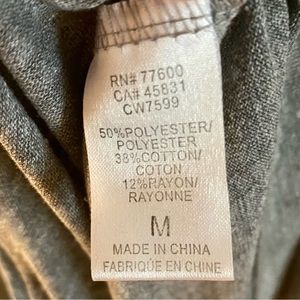 RN# 77600
CA# 45831
CW7599
50%POLYESTER/
POLYESTER
38%COTTON/
COTON
12%RAYON/
RAYONNE
M
MADE IN CHINA
FABRIQUÉ EN CHINE